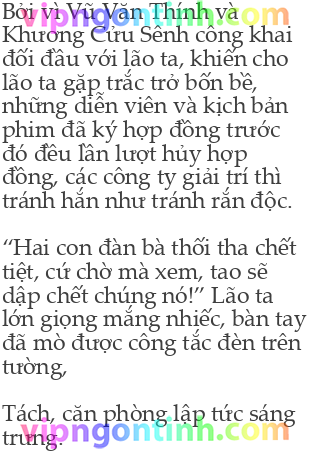 Bởi vì Vũ Văn Thính và
Khương Cửu Sênh công khai
đối đầu với lão ta, khiến cho
lão ta gặp trắc trở bốn bề,
những diễn viên và kịch bản
phim đã ký hợp đồng trước
đó đều lần lượt hủy hợp
đồng, các công ty giải trí thì
tránh hắn như tránh rắn độc.
“Hai con đàn bà thối tha chết
tiệt, cứ chờ mà xem, tao sẽ
dập chết chúng nó!” Lão ta
lớn giọng mắng nhiếc, bàn tay
đã mò được công tắc đèn trên
tường,
Tách, căn phòng lập tức sáng
trưng.
vipngontinh.com
vipngontinh.com